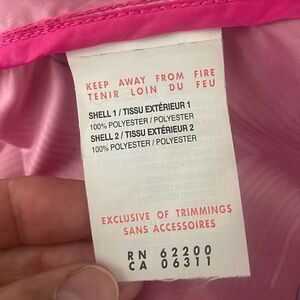 KEEP AWAY FROM FIRE
TENIR LOIN DU FEU
SHELL 1 / TISSU EXTÉRIEUR 1
100% POLYESTER / POLYESTER
SHELL 2 / TISSU EXTÉRIEUR 2
100% POLYESTER / POLYESTER
EXCLUSIVE OF TRIMMINGS
SANS ACCESSOIRES
RN 62200
CA 06311